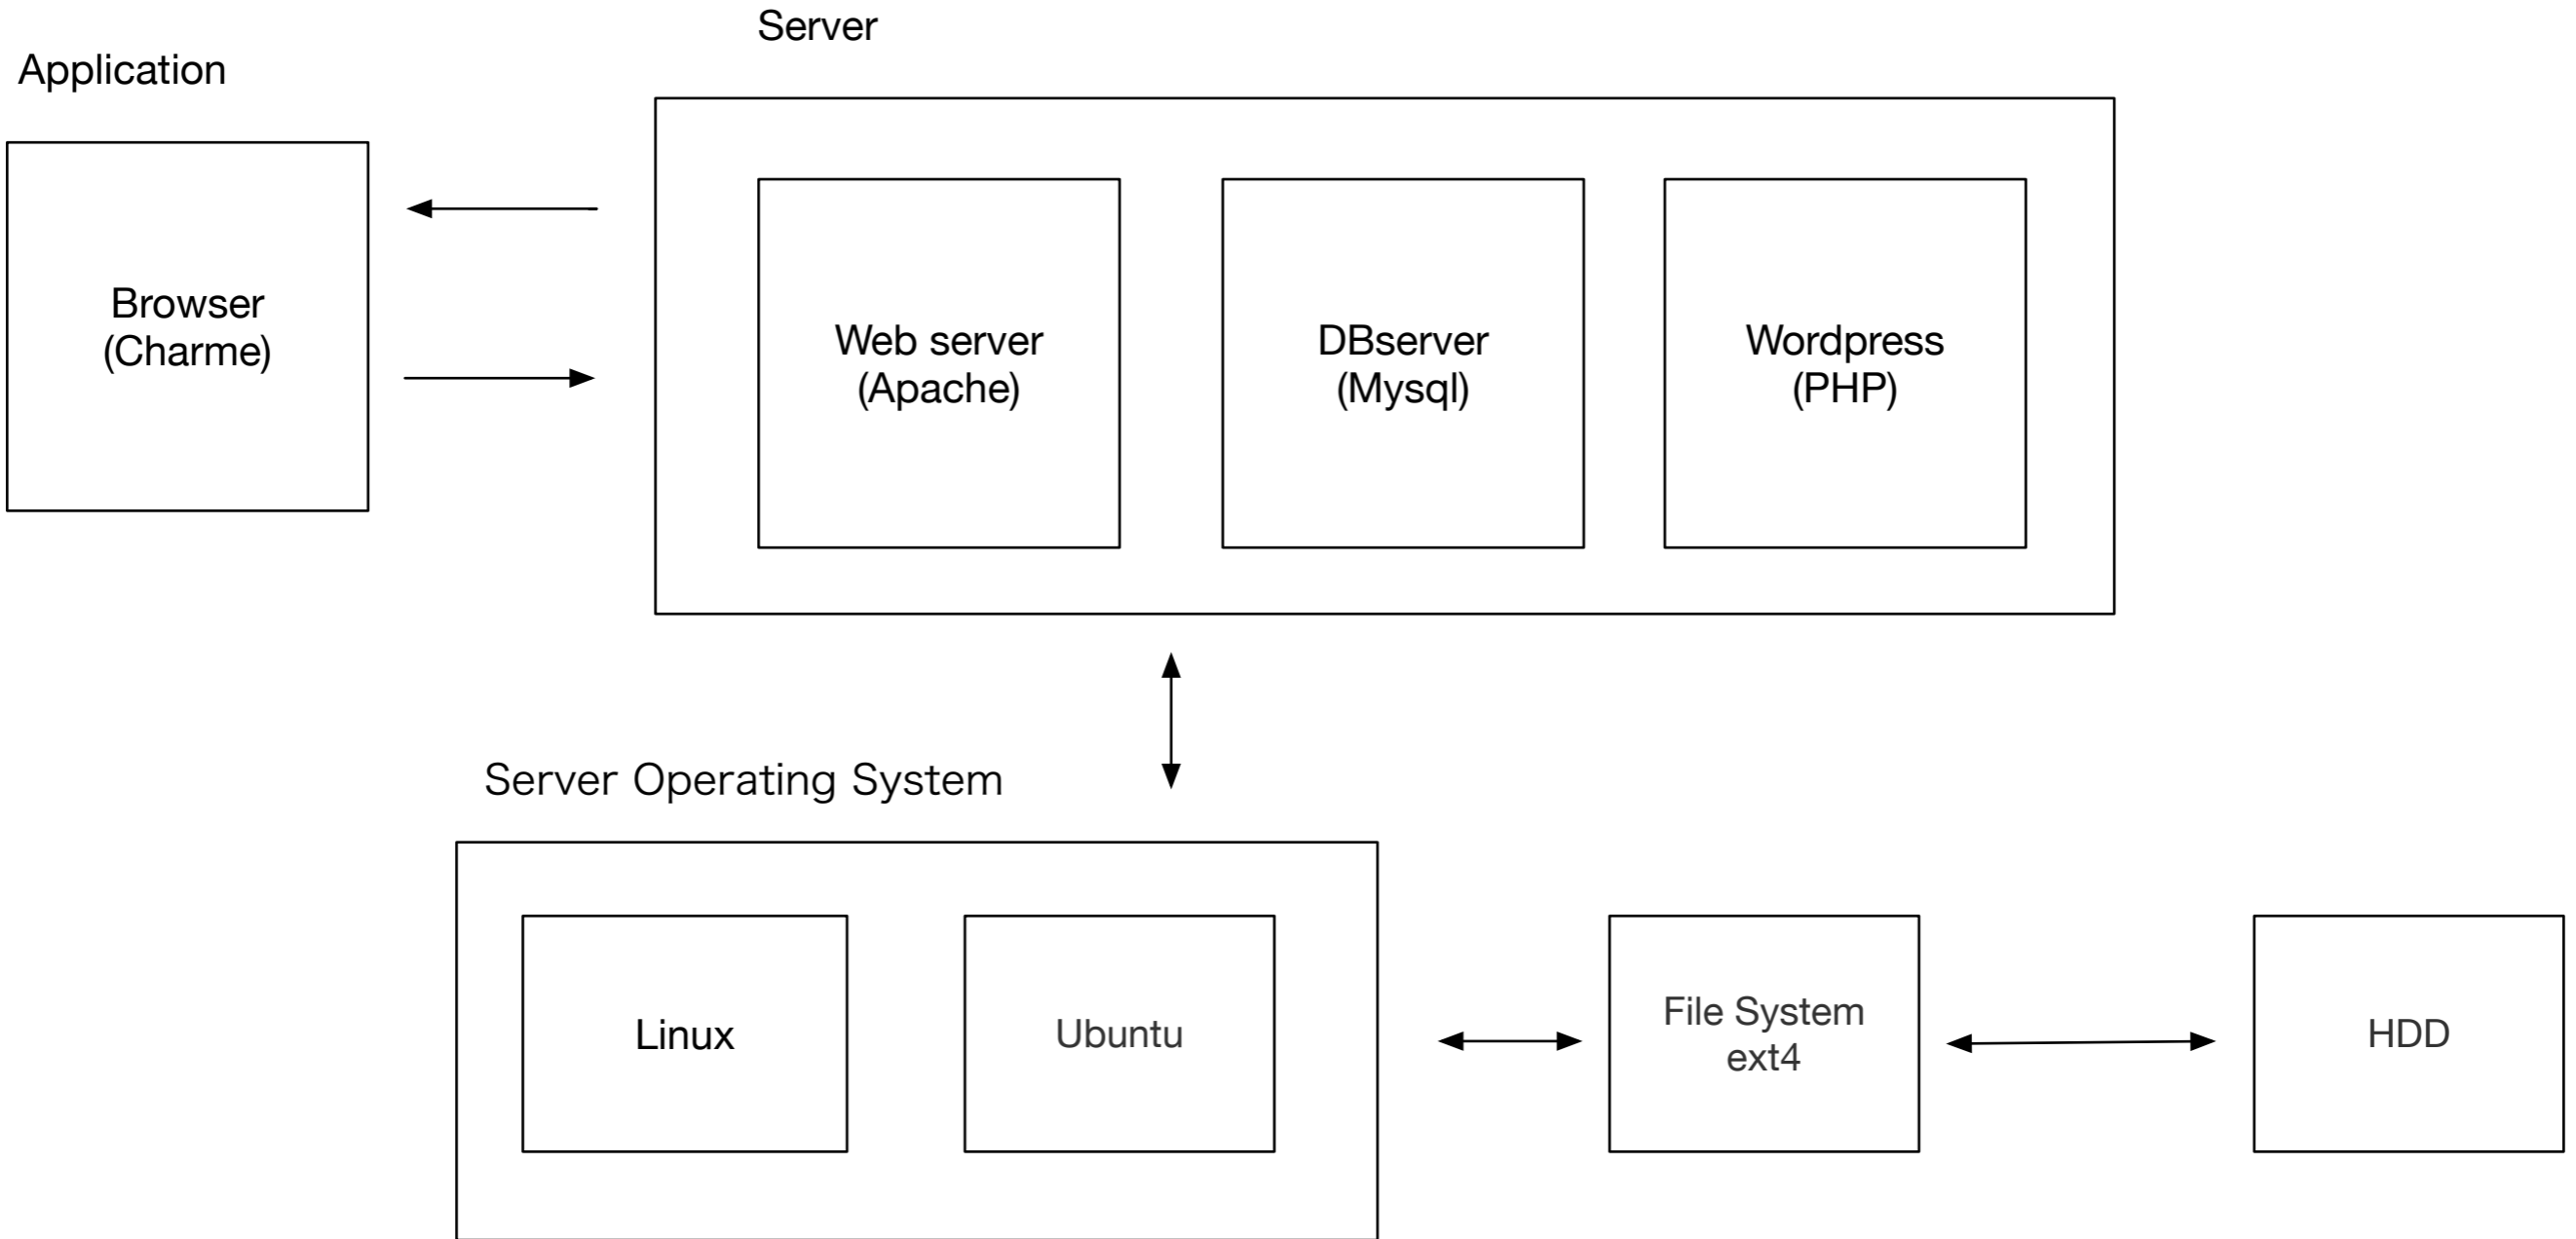 Server
Application
Browser
(Charme)
Web server
(Apache)
DBserver
(Mysql)
Wordpress
(PHP)
Server Operating System
Linux
Ubuntu
File System
ext4
HDD